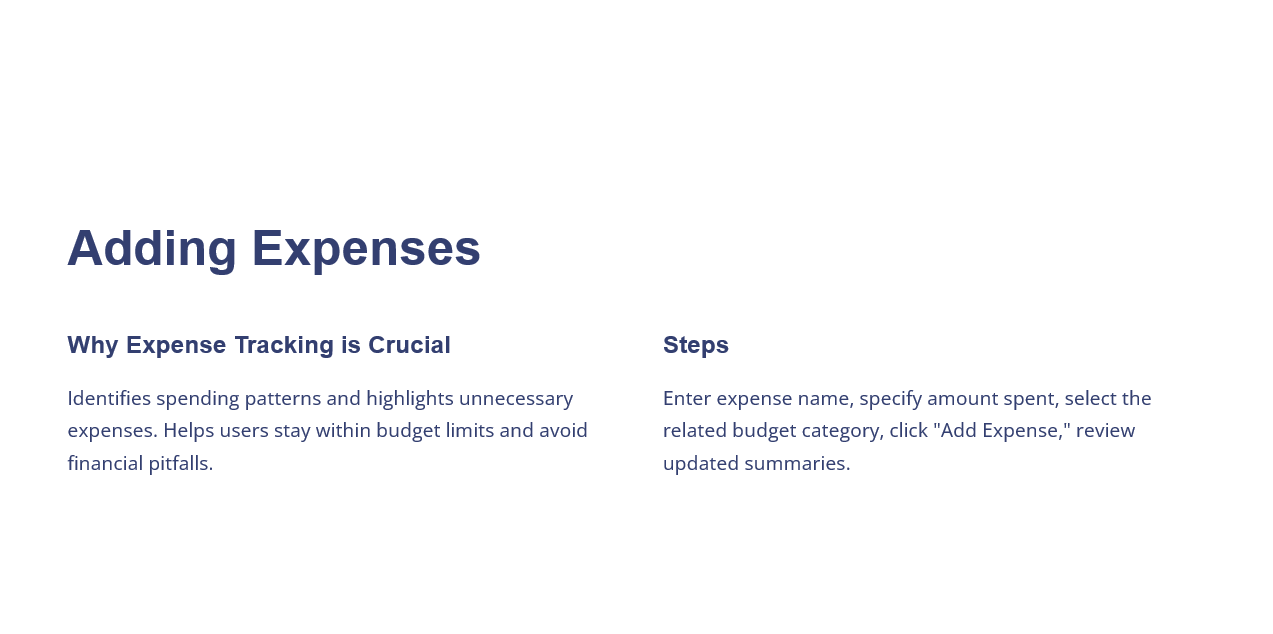 Adding Expenses
Why Expense Tracking is Crucial
Identifies spending patterns and highlights unnecessary
expenses. Helps users stay within budget limits and avoid
financial pitfalls.
Steps
Enter expense name, specify amount spent, select the
related budget category, click "Add Expense," review
updated summaries.